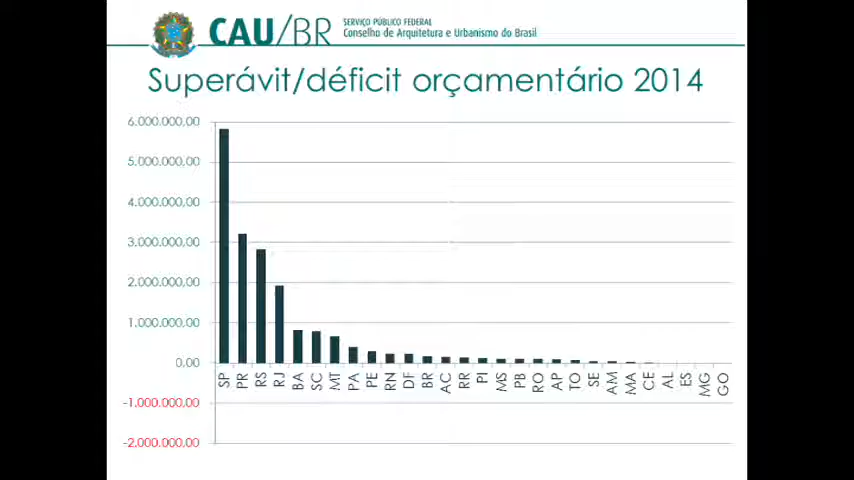 CAU/BR
SERVIÇO PÚBLICO FEDERAL
Conselho de Arquitetura e Urbanismo do Brasil
Superávit/déficit orçamentário 2014
6.000.000,00
5.000.000,00
4.000.000,00
3.000.000,00
2.000.000,00
1.000.000,00
0.00
-1.000.000,00
-2.000.000,00
SP PR RS RJ BA SC MT PA PE RN DF BR AC RR PI MS PB RO AP TO SE AM MA CE AL ES MG GO